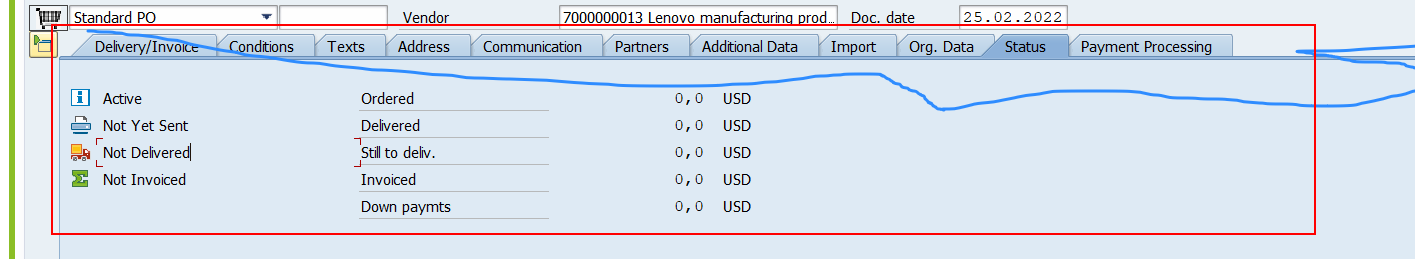 Standard PO Vendor 7000000013 Lenovo manufacturing prod... Doc. date 25.02.2022
Delivery/Invoice Conditions Texts Address Communication Partners Additional Data Import Org. Data Status Payment Processing
Active Ordered 0,0 USD
Not Yet Sent Delivered 0,0 USD
Not Delivered Still to deliv. 0,0 USD
Not Invoiced Invoiced 0,0 USD
Down paymts 0,0 USD